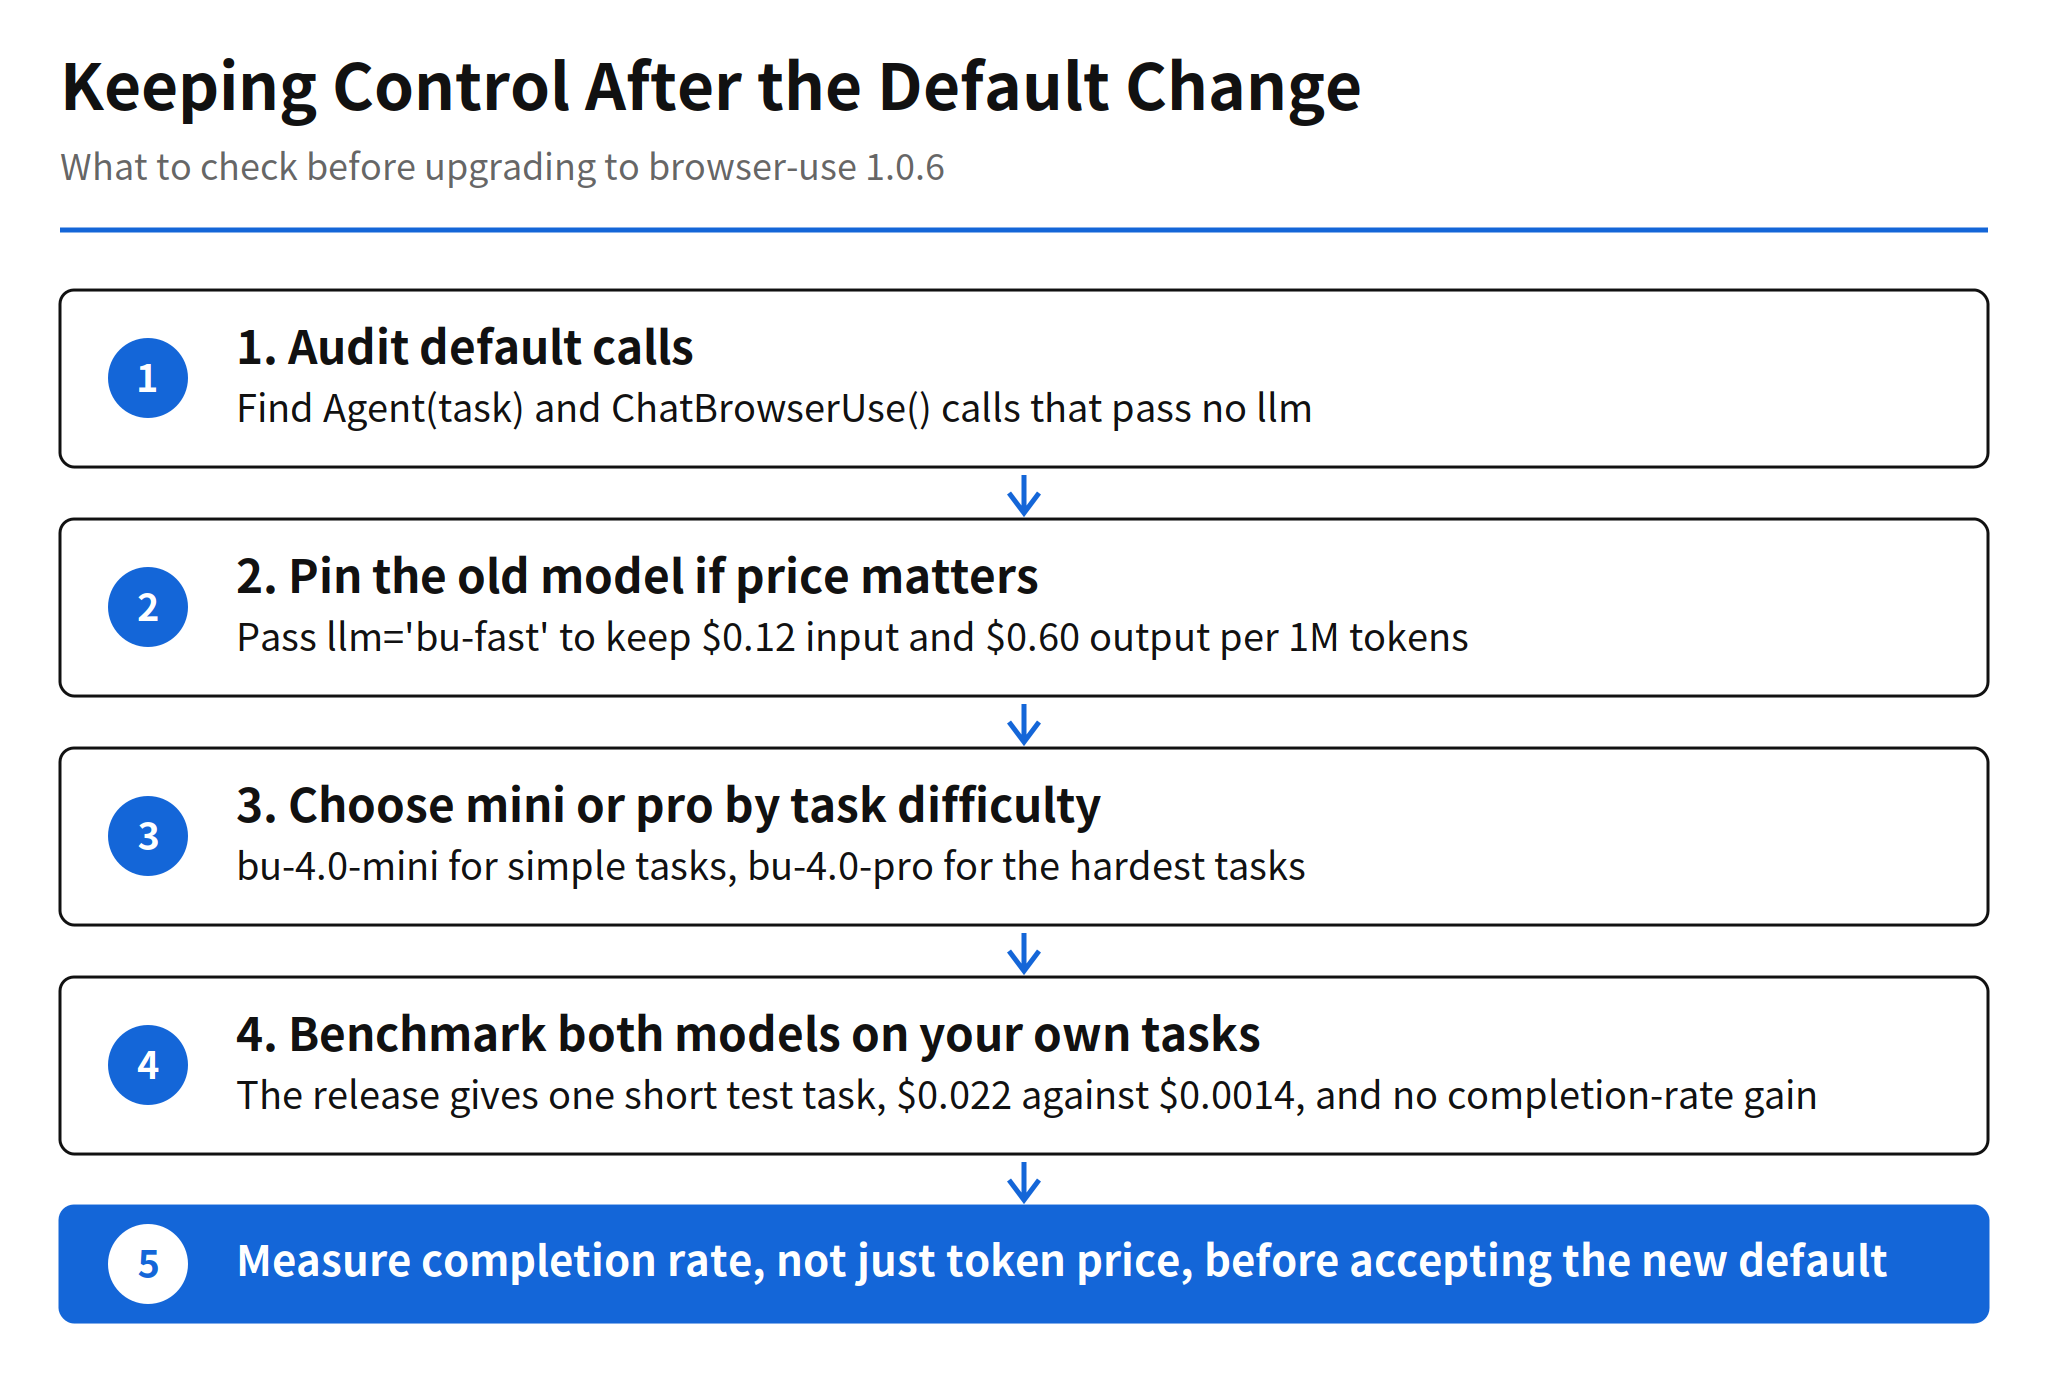 Keeping Control After the Default Change
What to check before upgrading to browser-use 1.0.6
1
1. Audit default calls
Find Agent(task) and ChatBrowserUse() calls that pass no llm
2
2. Pin the old model if price matters
Pass llm='bu-fast' to keep $0.12 input and $0.60 output per 1M tokens
3
3. Choose mini or pro by task difficulty
bu-4.0-mini for simple tasks, bu-4.0-pro for the hardest tasks
4
4. Benchmark both models on your own tasks
The release gives one short test task, $0.022 against $0.0014, and no completion-rate gain
5
Measure completion rate, not just token price, before accepting the new default